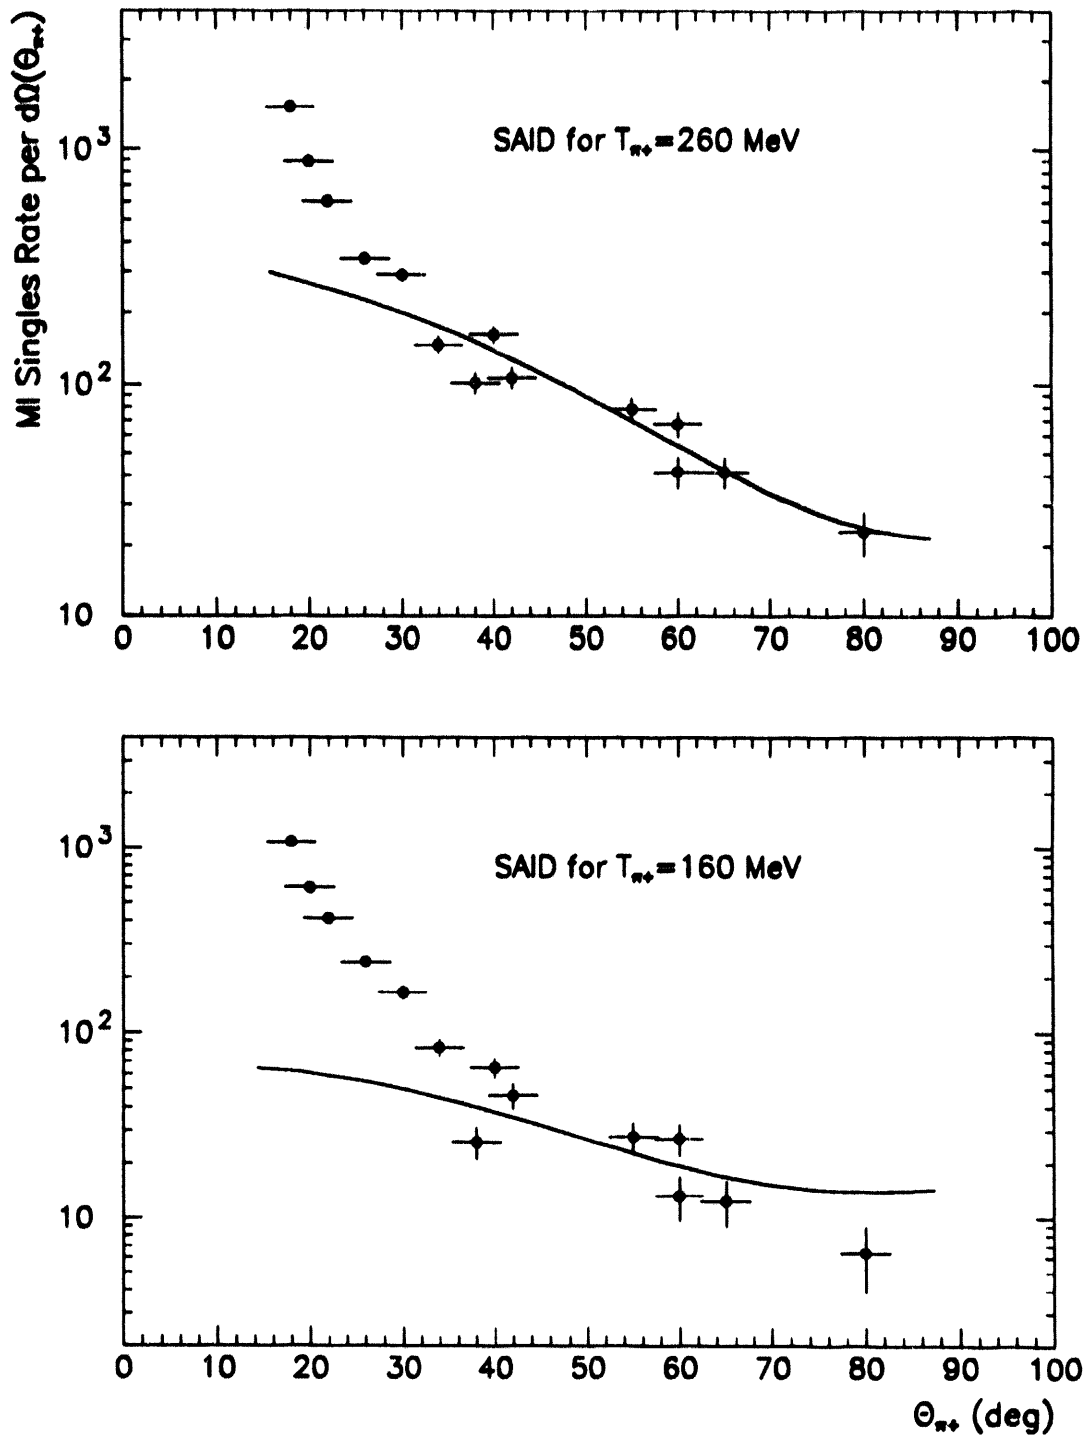 MI Singles Rate per dΩ(Θπ+)
SAID for Tπ+=260 MeV
10³
10²
10
0 10 20 30 40 50 60 70 80 90 100
SAID for Tπ+=160 MeV
10³
10²
10
0 10 20 30 40 50 60 70 80 90 100
Θπ+ (deg)